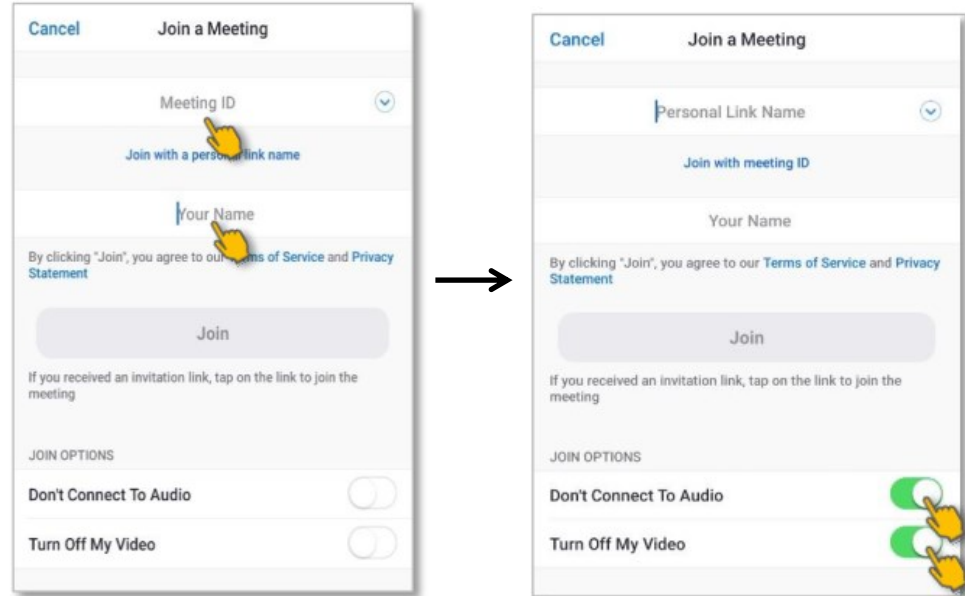 Cancel Join a Meeting
Meeting ID
Join with a personal link name
Your Name
By clicking "Join", you agree to our Terms of Service and Privacy
Statement
Join
If you received an invitation link, tap on the link to join the
meeting
JOIN OPTIONS
Don't Connect To Audio
Turn Off My Video
Cancel Join a Meeting
Personal Link Name
Join with meeting ID
Your Name
By clicking "Join", you agree to our Terms of Service and Privacy
Statement
Join
If you received an invitation link, tap on the link to join the
meeting
JOIN OPTIONS
Don't Connect To Audio
Turn Off My Video